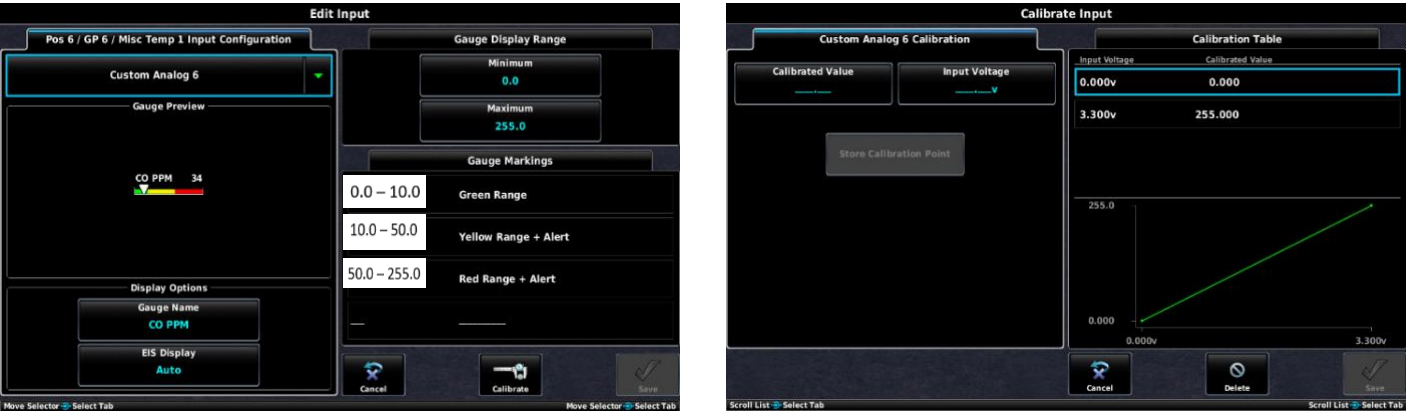 Edit Input
Pos 6 / GP 6 / Misc Temp 1 Input Configuration
Custom Analog 6
Gauge Preview
CO PPM 34
Display Options
Gauge Name
CO PPM
EIS Display
Auto
Gauge Display Range
Minimum
0.0
Maximum
255.0
Gauge Markings
0.0 – 10.0 Green Range
10.0 – 50.0 Yellow Range + Alert
50.0 – 255.0 Red Range + Alert
Cancel Calibrate Save
Move Selector Select Tab Move Selector Select Tab
Calibrate Input
Custom Analog 6 Calibration
Calibrated Value Input Voltage
__.__ __.__v
Store Calibration Point
Calibration Table
Input Voltage Calibrated Value
0.000v 0.000
3.300v 255.000
255.0
0.000
0.000v 3.300v
Cancel Delete Save
Scroll List Select Tab Scroll List Select Tab